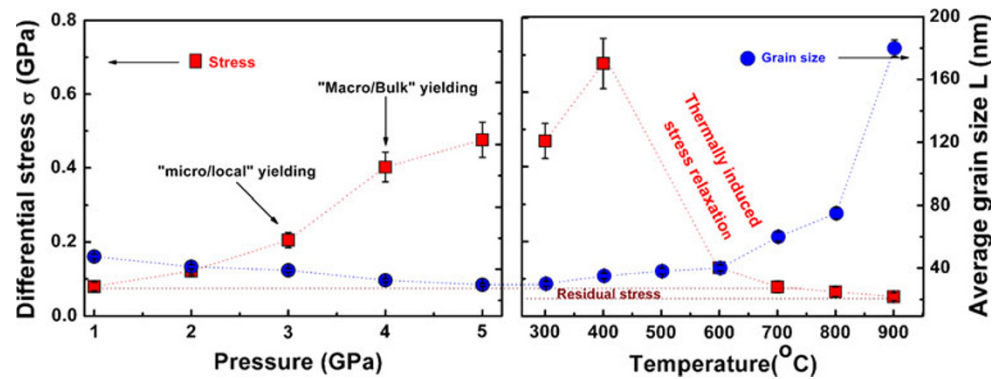 Differential stress σ (GPa)
0.8
0.6
0.4
0.2
0.0
Stress
"Macro/Bulk" yielding
"micro/local" yielding
1 2 3 4 5
Pressure (GPa)
Grain size
Thermally induced
stress relaxation
Residual stress
300 400 500 600 700 800 900
Temperature(°C)
200
160
120
80
40
Average grain size L (nm)